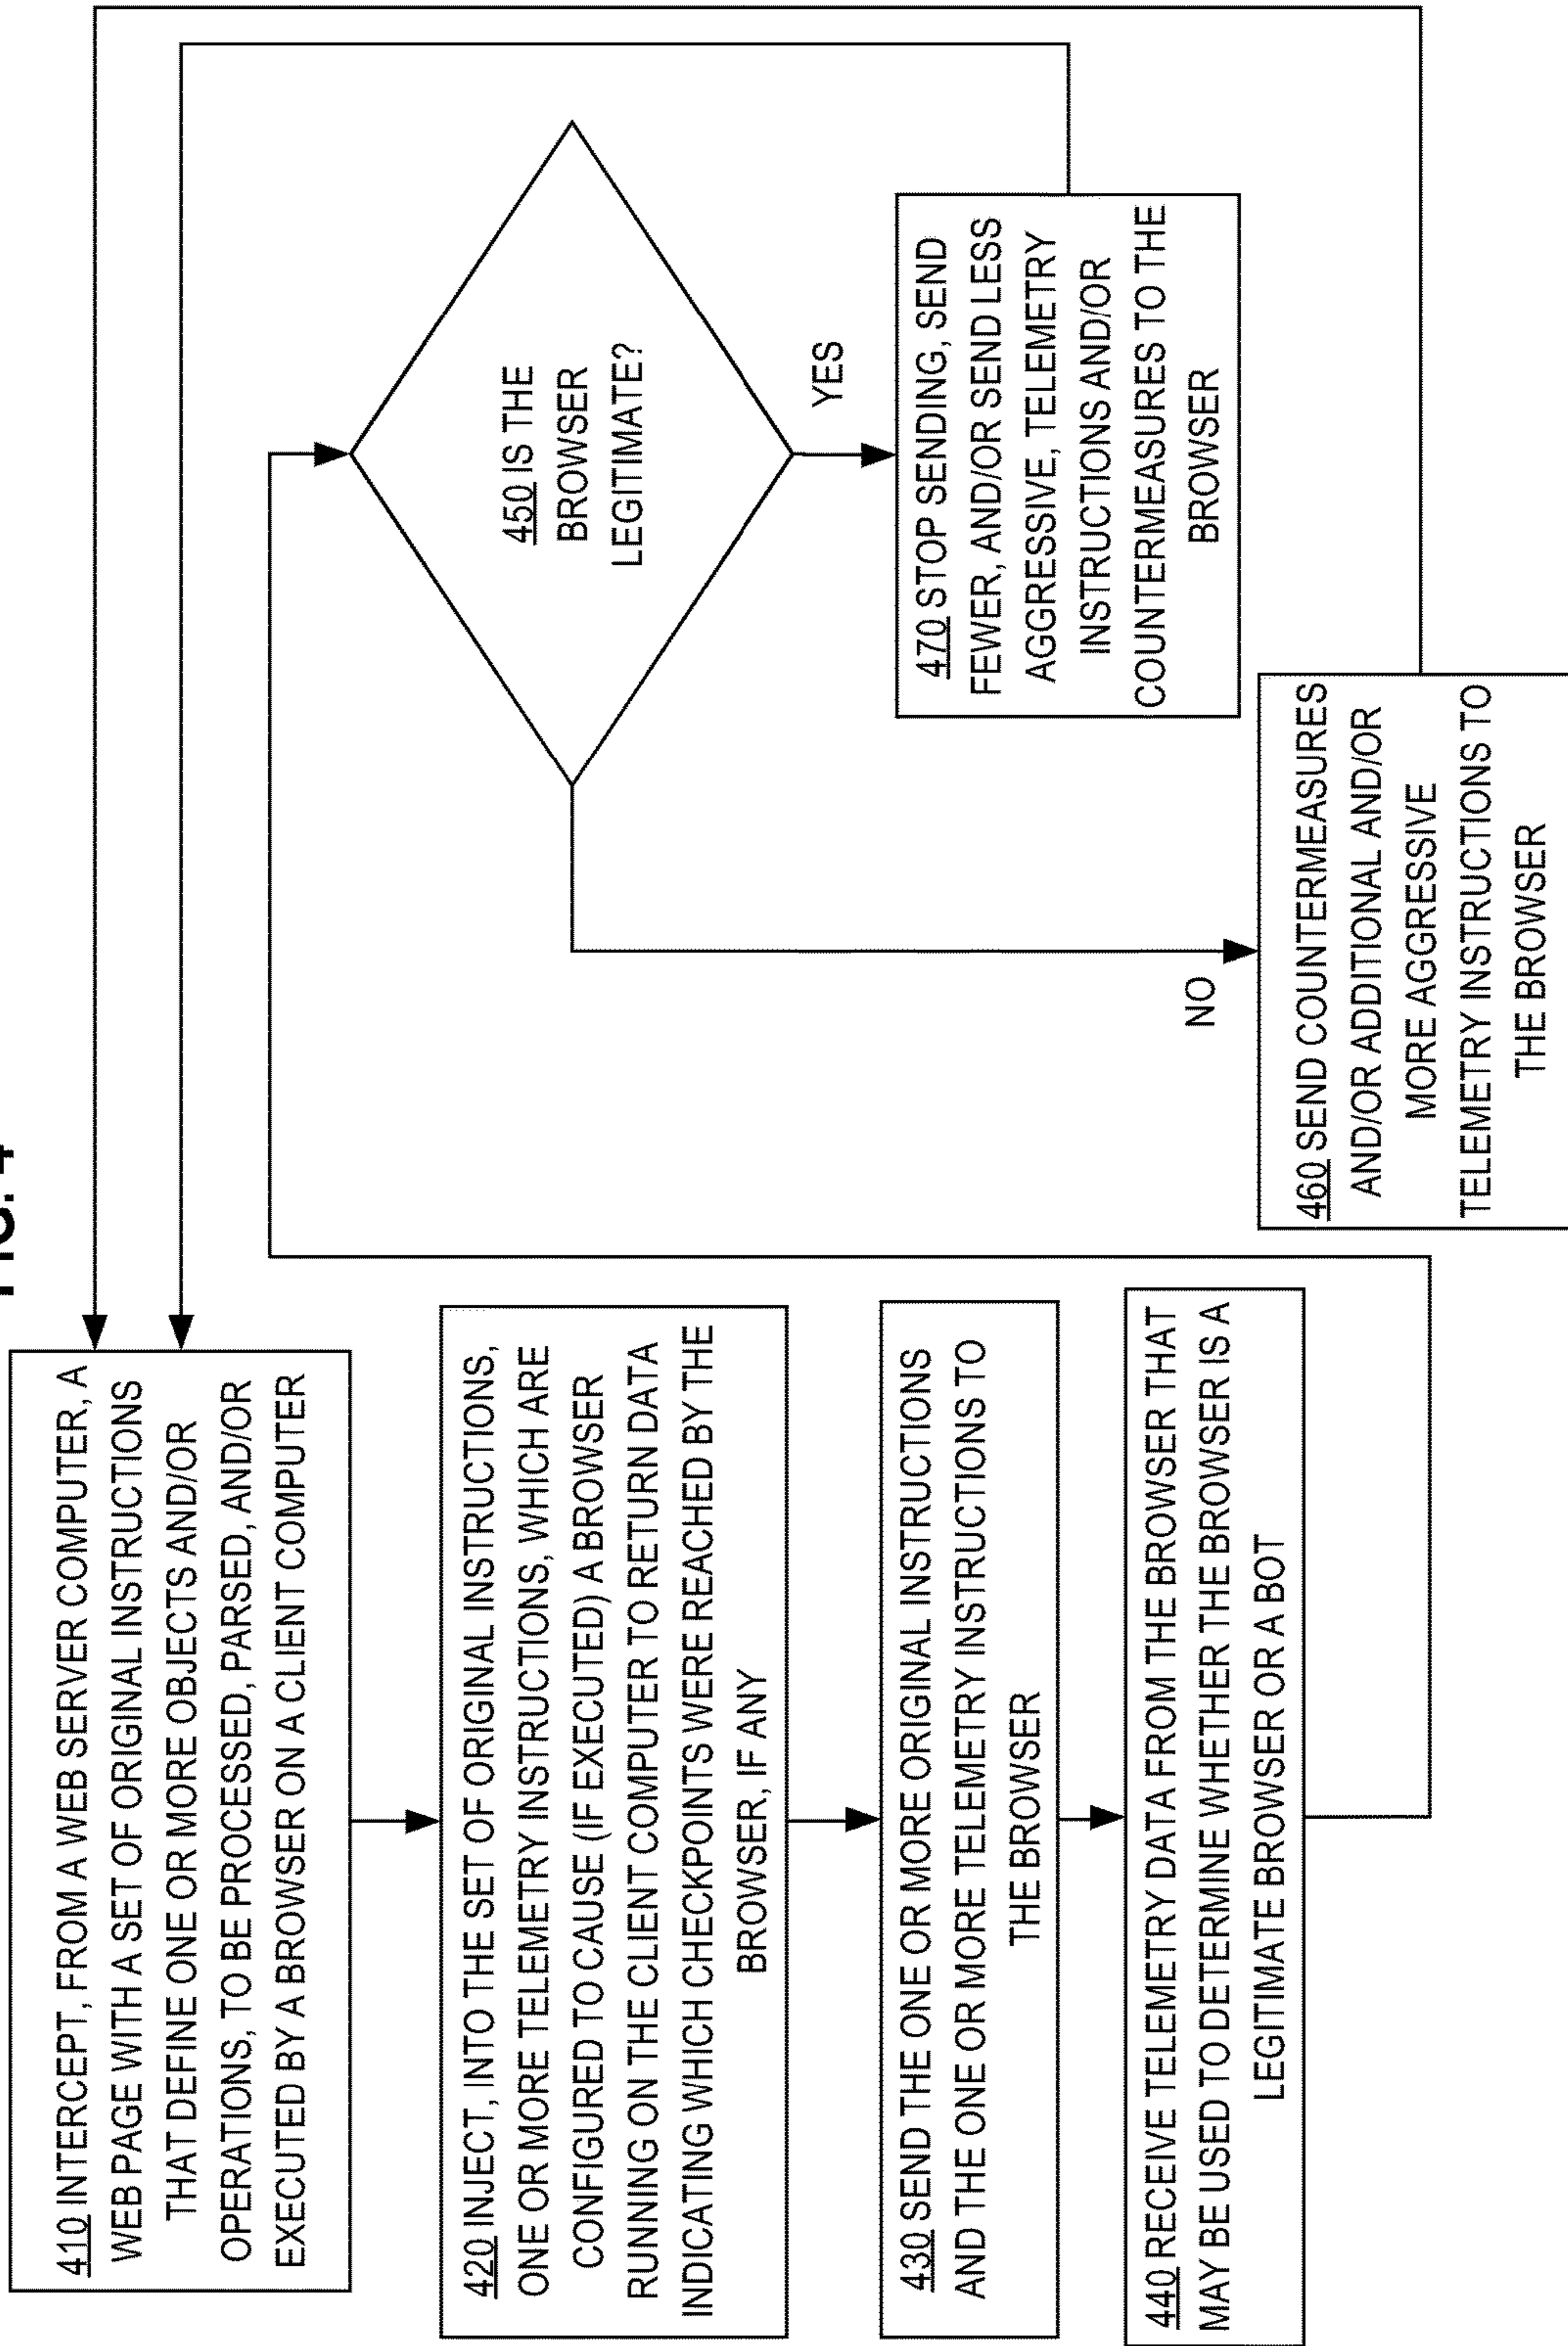 FIG. 4
410 INTERCEPT, FROM A WEB SERVER COMPUTER, A
WEB PAGE WITH A SET OF ORIGINAL INSTRUCTIONS
THAT DEFINE ONE OR MORE OBJECTS AND/OR
OPERATIONS, TO BE PROCESSED, PARSED, AND/OR
EXECUTED BY A BROWSER ON A CLIENT COMPUTER
420 INJECT, INTO THE SET OF ORIGINAL INSTRUCTIONS,
ONE OR MORE TELEMETRY INSTRUCTIONS, WHICH ARE
CONFIGURED TO CAUSE (IF EXECUTED) A BROWSER
RUNNING ON THE CLIENT COMPUTER TO RETURN DATA
INDICATING WHICH CHECKPOINTS WERE REACHED BY THE
BROWSER, IF ANY
430 SEND THE ONE OR MORE ORIGINAL INSTRUCTIONS
AND THE ONE OR MORE TELEMETRY INSTRUCTIONS TO
THE BROWSER
440 RECEIVE TELEMETRY DATA FROM THE BROWSER THAT
MAY BE USED TO DETERMINE WHETHER THE BROWSER IS A
LEGITIMATE BROWSER OR A BOT
450 IS THE
BROWSER
LEGITIMATE?
YES
470 STOP SENDING, SEND
FEWER, AND/OR SEND LESS
AGGRESSIVE, TELEMETRY
INSTRUCTIONS AND/OR
COUNTERMEASURES TO THE
BROWSER
NO
460 SEND COUNTERMEASURES
AND/OR ADDITIONAL AND/OR
MORE AGGRESSIVE
TELEMETRY INSTRUCTIONS TO
THE BROWSER